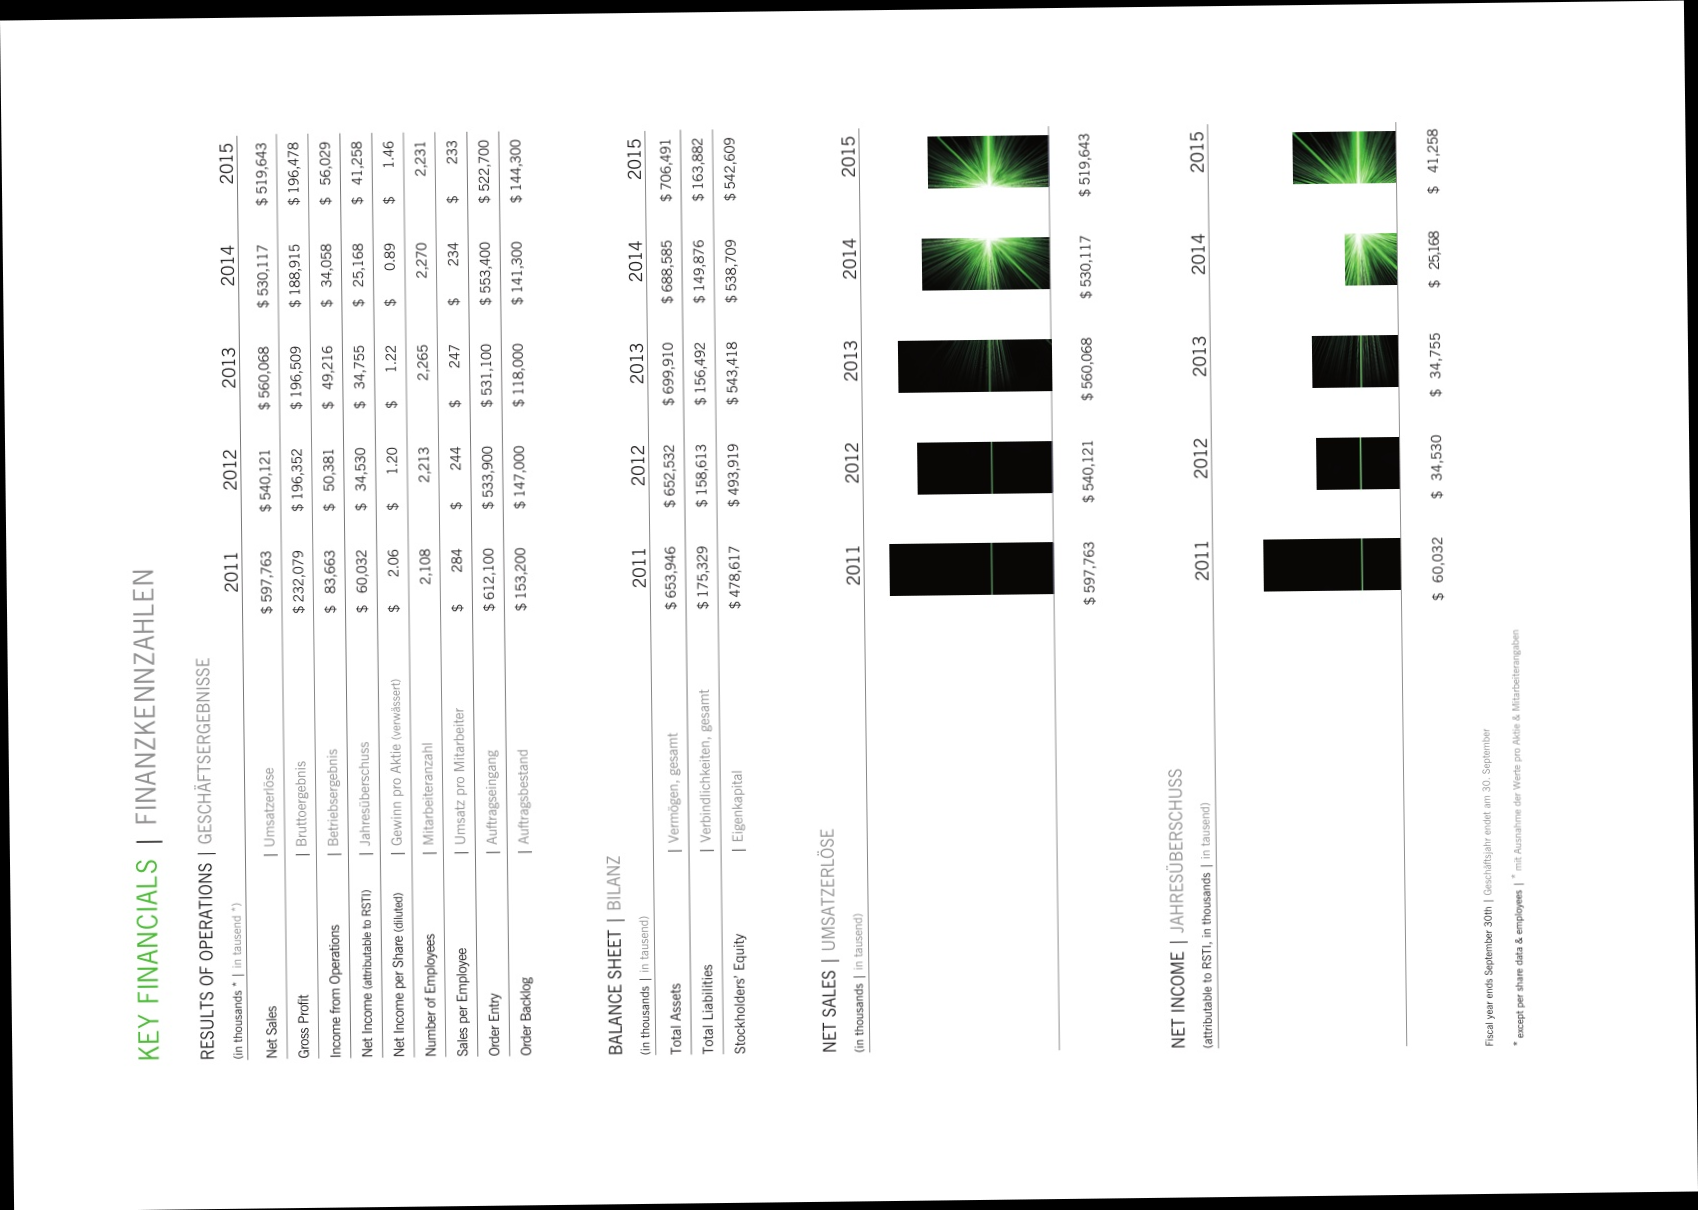 KEY FINANCIALS | FINANZKENNZAHLEN
RESULTS OF OPERATIONS | GESCHÄFTSERGEBNISSE
(in thousands * | in tausend *) 2011 2012 2013 2014 2015
Net Sales | Umsatzerlöse $ 597,763 $ 540,121 $ 560,068 $ 530,117 $ 519,643
Gross Profit | Bruttoergebnis $ 232,079 $ 196,352 $ 196,509 $ 188,915 $ 196,478
Income from Operations | Betriebsergebnis $ 83,663 $ 50,381 $ 49,216 $ 34,058 $ 56,029
Net Income (attributable to RSTI) | Jahresüberschuss $ 60,032 $ 34,530 $ 34,755 $ 25,168 $ 41,258
Net Income per Share (diluted) | Gewinn pro Aktie (verwässert) $ 2.06 $ 1.20 $ 1.22 $ 0.89 $ 1.46
Number of Employees | Mitarbeiteranzahl 2,108 2,213 2,265 2,270 2,231
Sales per Employee | Umsatz pro Mitarbeiter $ 284 $ 244 $ 247 $ 234 $ 233
Order Entry | Auftragseingang $ 612,100 $ 533,900 $ 531,100 $ 553,400 $ 522,700
Order Backlog | Auftragsbestand $ 153,200 $ 147,000 $ 118,000 $ 141,300 $ 144,300
BALANCE SHEET | BILANZ
(in thousands | in tausend) 2011 2012 2013 2014 2015
Total Assets | Vermögen, gesamt $ 653,946 $ 652,532 $ 699,910 $ 688,585 $ 706,491
Total Liabilities | Verbindlichkeiten, gesamt $ 175,329 $ 158,613 $ 156,492 $ 149,876 $ 163,882
Stockholders' Equity | Eigenkapital $ 478,617 $ 493,919 $ 543,418 $ 538,709 $ 542,609
NET SALES | UMSATZERLÖSE
(in thousands | in tausend) 2011 2012 2013 2014 2015
$ 597,763 $ 540,121 $ 560,068 $ 530,117 $ 519,643
NET INCOME | JAHRESÜBERSCHUSS
(attributable to RSTI, in thousands | in tausend) 2011 2012 2013 2014 2015
$ 60,032 $ 34,530 $ 34,755 $ 25,168 $ 41,258
Fiscal year ends September 30th | Geschäftsjahr endet am 30. September
* except per share data & employees | * mit Ausnahme der Werte pro Aktie & Mitarbeiterangaben